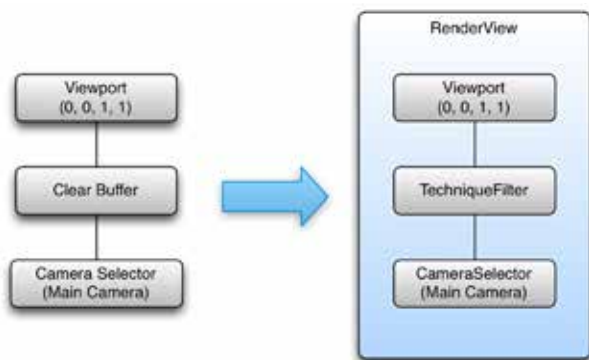 Viewport
(0, 0, 1, 1)
Clear Buffer
Camera Selector
(Main Camera)
RenderView
Viewport
(0, 0, 1, 1)
TechniqueFilter
CameraSelector
(Main Camera)